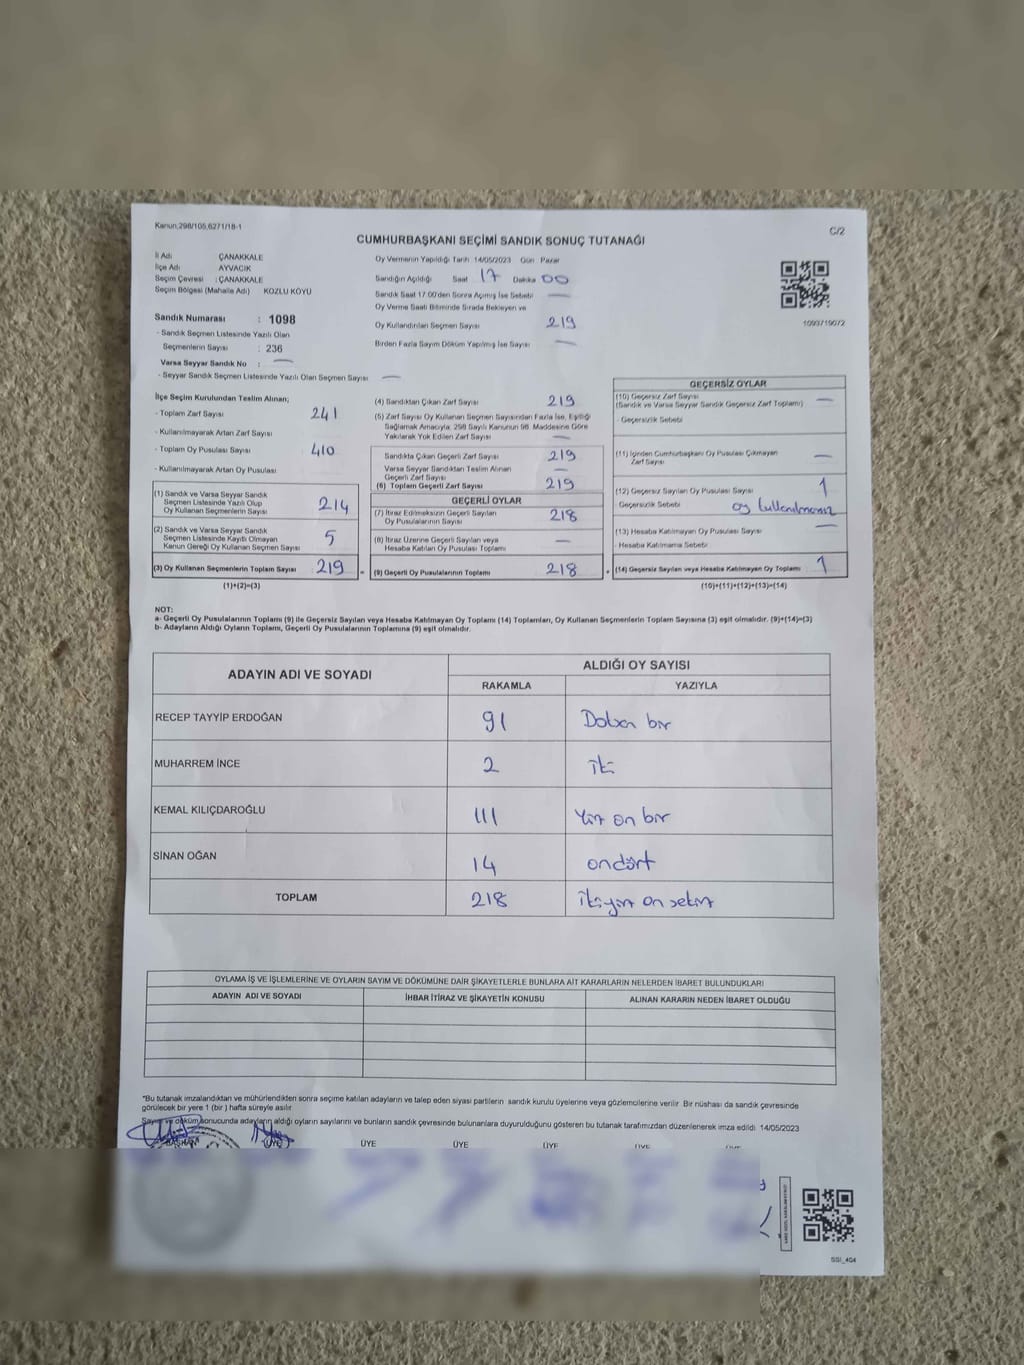 Kanun;298/105,6271/18-1
C/2
CUMHURBAŞKANI SEÇİMİ SANDIK SONUÇ TUTANAĞI
İl Adı ÇANAKKALE
İlçe Adı AYVACIK
Seçim Çevresi : ÇANAKKALE
Seçim Bölgesi (Mahalle Adı) KOZLU KÖYÜ
Sandık Numarası : 1098
- Sandık Seçmen Listesinde Yazılı Olan
Seçmenlerin Sayısı : 236
Varsa Seyyar Sandık No : —
- Seyyar Sandık Seçmen Listesinde Yazılı Olan Seçmen Sayısı —
Oy Vermenin Yapıldığı Tarih 14/05/2023 Gün Pazar
Sandığın Açıldığı Saat 17 Dakika 00
Sandık Saat 17:00'den Sonra Açılmış İse Sebebi —
Oy Verme Saati Bitiminde Sırada Bekleyen ve
Oy Kullandırılan Seçmen Sayısı 219
Birden Fazla Sayım Döküm Yapılmış İse Sayısı —
1093719072
İlçe Seçim Kurulundan Teslim Alınan;
- Toplam Zarf Sayısı 241
- Kullanılmayarak Artan Zarf Sayısı
- Toplam Oy Pusulası Sayısı 410
- Kullanılmayarak Artan Oy Pusulası
(1) Sandık ve Varsa Seyyar Sandık
Seçmen Listesinde Yazılı Olup
Oy Kullanan Seçmenlerin Sayısı 214
(2) Sandık ve Varsa Seyyar Sandık
Seçmen Listesinde Kayıtlı Olmayan
Kanun Gereği Oy Kullanan Seçmen Sayısı 5
(3) Oy Kullanan Seçmenlerin Toplam Sayısı 219
(1)+(2)=(3)
(4) Sandıktan Çıkan Zarf Sayısı 219
(5) Zarf Sayısı Oy Kullanan Seçmen Sayısından Fazla İse, Eşitliği
Sağlamak Amacıyla, 298 Sayılı Kanunun 98. Maddesine Göre
Yakılarak Yok Edilen Zarf Sayısı —
Sandıkta Çıkan Geçerli Zarf Sayısı 219
Varsa Seyyar Sandıktan Teslim Alınan
Geçerli Zarf Sayısı —
(6) Toplam Geçerli Zarf Sayısı 219
GEÇERLİ OYLAR
(7) İtiraz Edilmeksizin Geçerli Sayılan
Oy Pusulalarının Sayısı 218
(8) İtiraz Üzerine Geçerli Sayılan veya
Hesaba Katılan Oy Pusulası Toplamı —
(9) Geçerli Oy Pusulalarının Toplamı 218
GEÇERSİZ OYLAR
(10) Geçersiz Zarf Sayısı
(Sandık ve Varsa Seyyar Sandık Geçersiz Zarf Toplamı) —
- Geçersizlik Sebebi
(11) İçinden Cumhurbaşkanı Oy Pusulası Çıkmayan
Zarf Sayısı —
(12) Geçersiz Sayılan Oy Pusulası Sayısı 1
Geçersizlik Sebebi oy kullanılmamış
(13) Hesaba Katılmayan Oy Pusulası Sayısı —
- Hesaba Katılmama Sebebi
(14) Geçersiz Sayılan veya Hesaba Katılmayan Oy Toplamı 1
(10)+(11)+(12)+(13)=(14)
NOT:
a- Geçerli Oy Pusulalarının Toplamı (9) ile Geçersiz Sayılan veya Hesaba Katılmayan Oy Toplamı (14) Toplamları, Oy Kullanan Seçmenlerin Toplam Sayısına (3) eşit olmalıdır. (9)+(14)=(3)
b- Adayların Aldığı Oyların Toplamı, Geçerli Oy Pusulalarının Toplamına (9) eşit olmalıdır.
ADAYIN ADI VE SOYADI
ALDIĞI OY SAYISI
RAKAMLA YAZIYLA
RECEP TAYYİP ERDOĞAN 91 Doksan bir
MUHARREM İNCE 2 iki
KEMAL KILIÇDAROĞLU 111 Yüz on bir
SİNAN OĞAN 14 ondört
TOPLAM 218 ikiyüz on sekiz
OYLAMA İŞ VE İŞLEMLERİNE VE OYLARIN SAYIM VE DÖKÜMÜNE DAİR ŞİKAYETLERLE BUNLARA AİT KARARLARIN NELERDEN İBARET BULUNDUKLARI
ADAYIN ADI VE SOYADI İHBAR İTİRAZ VE ŞİKAYETİN KONUSU ALINAN KARARIN NEDEN İBARET OLDUĞU
"Bu tutanak imzalandıktan ve mühürlendikten sonra seçime katılan adayların ve talep eden siyasi partilerin sandık kurulu üyelerine veya gözlemcilerine verilir. Bir nüshası da sandık çevresinde
görülecek bir yere 1 (bir ) hafta süreyle asılır
Sayım ve döküm sonucunda adayların aldığı oyların sayılarını ve bunların sandık çevresinde bulunanlara duyurulduğunu gösteren bu tutanak tarafımızdan düzenlenerek imza edildi. 14/05/2023
BAŞKAN ÜYE ÜYE ÜYE ÜYE ÜYE
SSI_404